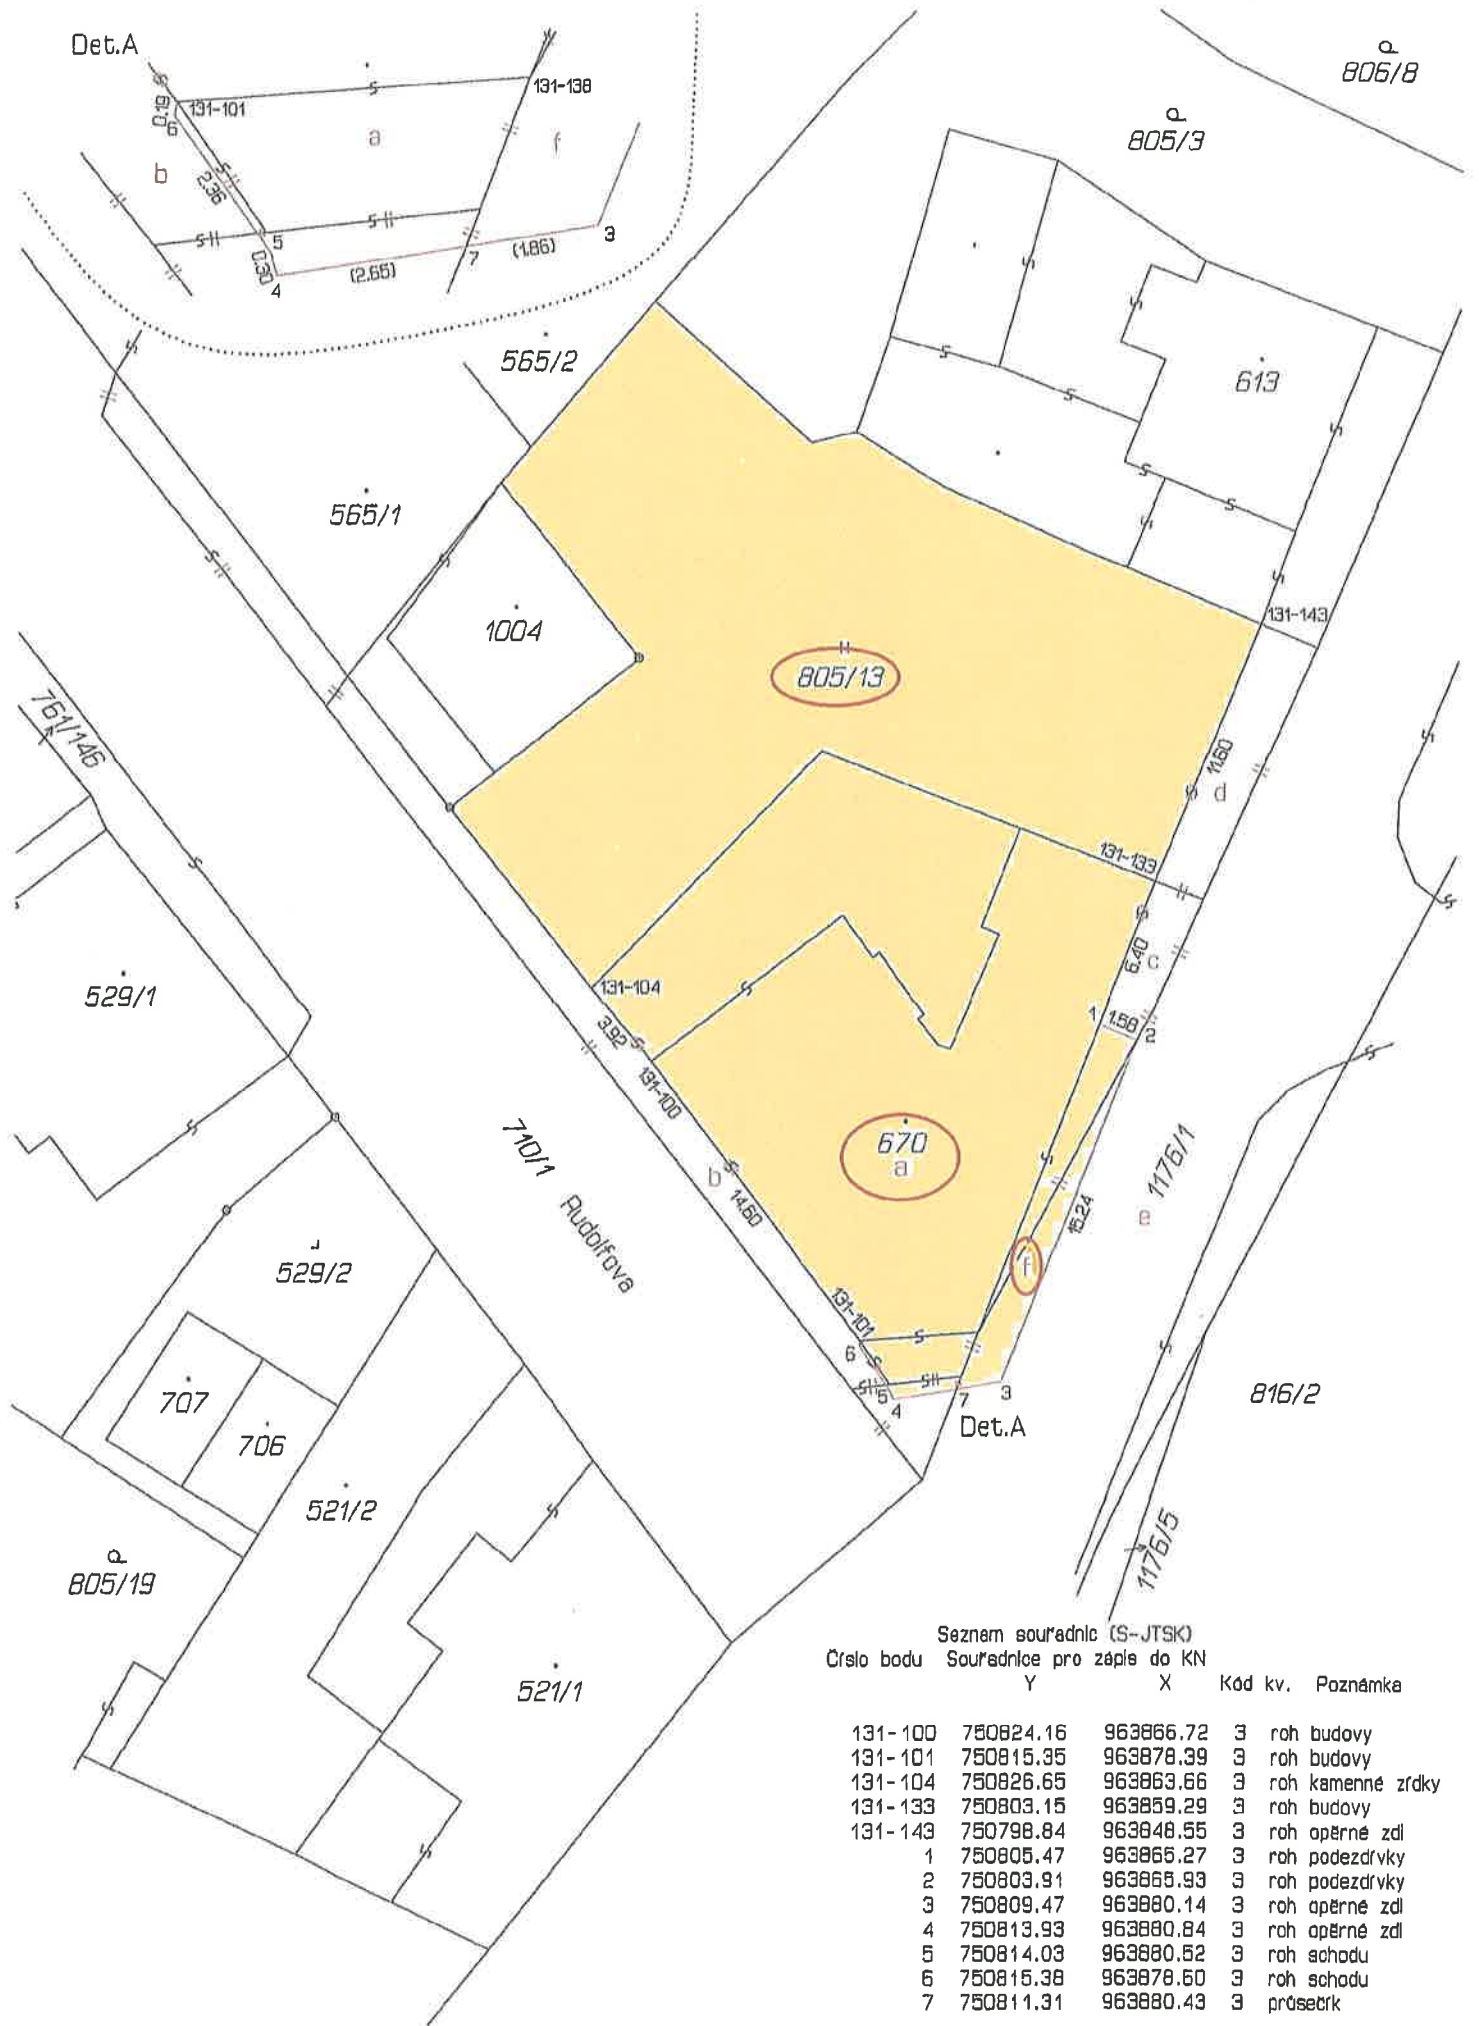 Det.A
131-101
131-138
0.19
6
a
f
b
2.36
5
0.30
4
(2.65)
7
(1.86)
3
806/8
805/3
565/2
613
565/1
1004
131-143
805/13
761/146
11.60
d
131-133
6.40
c
529/1
131-104
3.92
1
1.58
2
131-100
670
a
710/1 Rudolfova
b
14.60
1176/1
e
15.24
f
529/2
131-101
6
5
4
7
3
Det.A
707
706
816/2
521/2
1176/5
805/19
521/1
Seznam souřadnic (S-JTSK)
Číslo bodu Souřadnice pro zápis do KN
Y X Kód kv. Poznámka
131-100 750824.16 963866.72 3 roh budovy
131-101 750815.35 963878.39 3 roh budovy
131-104 750826.65 963863.66 3 roh kamenné zídky
131-133 750803.15 963859.29 3 roh budovy
131-143 750798.84 963848.55 3 roh opěrné zdi
1 750805.47 963865.27 3 roh podezdívky
2 750803.91 963865.93 3 roh podezdívky
3 750809.47 963880.14 3 roh opěrné zdi
4 750813.93 963880.84 3 roh opěrné zdi
5 750814.03 963880.52 3 roh schodu
6 750815.38 963878.60 3 roh schodu
7 750811.31 963880.43 3 průsečík